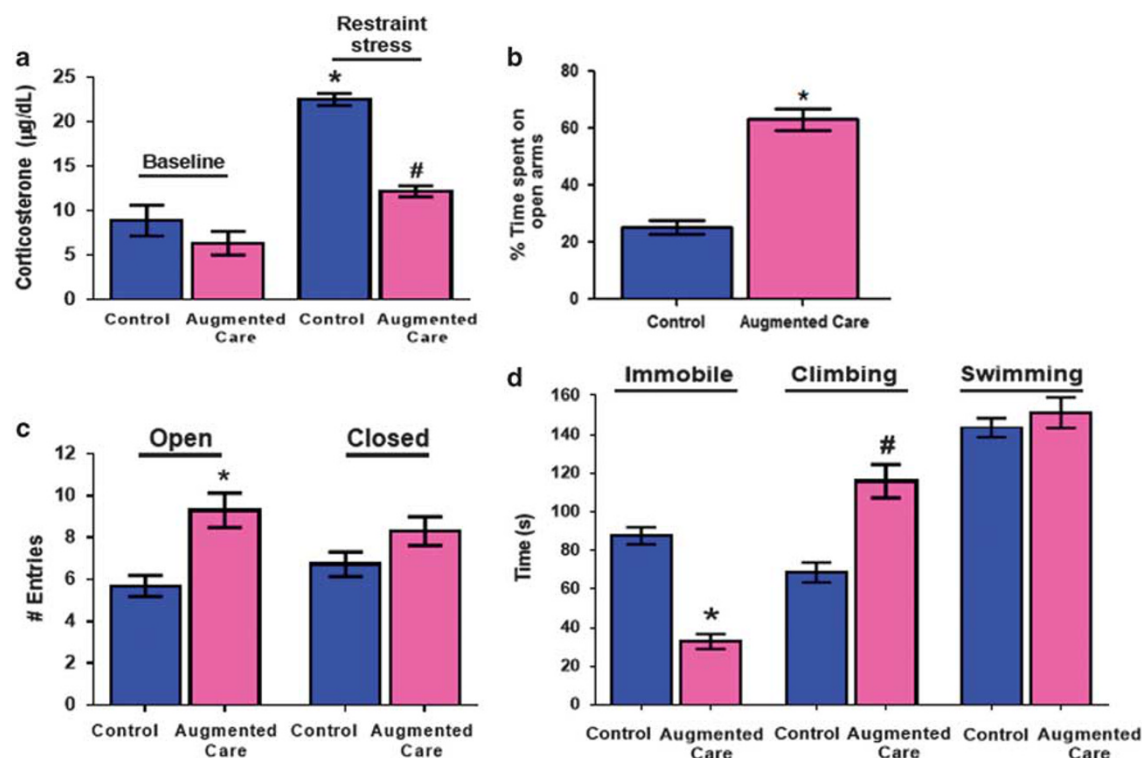 a
Restraint
stress
Corticosterone (µg/dL)
25
20
15
10
5
0
Baseline
*
#
Control
Augmented
Care
Control
Augmented
Care
b
% Time spent on
open arms
80
60
40
20
0
*
Control
Augmented Care
c
Open
Closed
# Entries
12
10
8
6
4
2
0
*
Control
Augmented
Care
Control
Augmented
Care
d
Immobile
Climbing
Swimming
Time (s)
160
140
120
100
80
60
40
20
0
*
#
Control
Augmented
Care
Control
Augmented
Care
Control
Augmented
Care